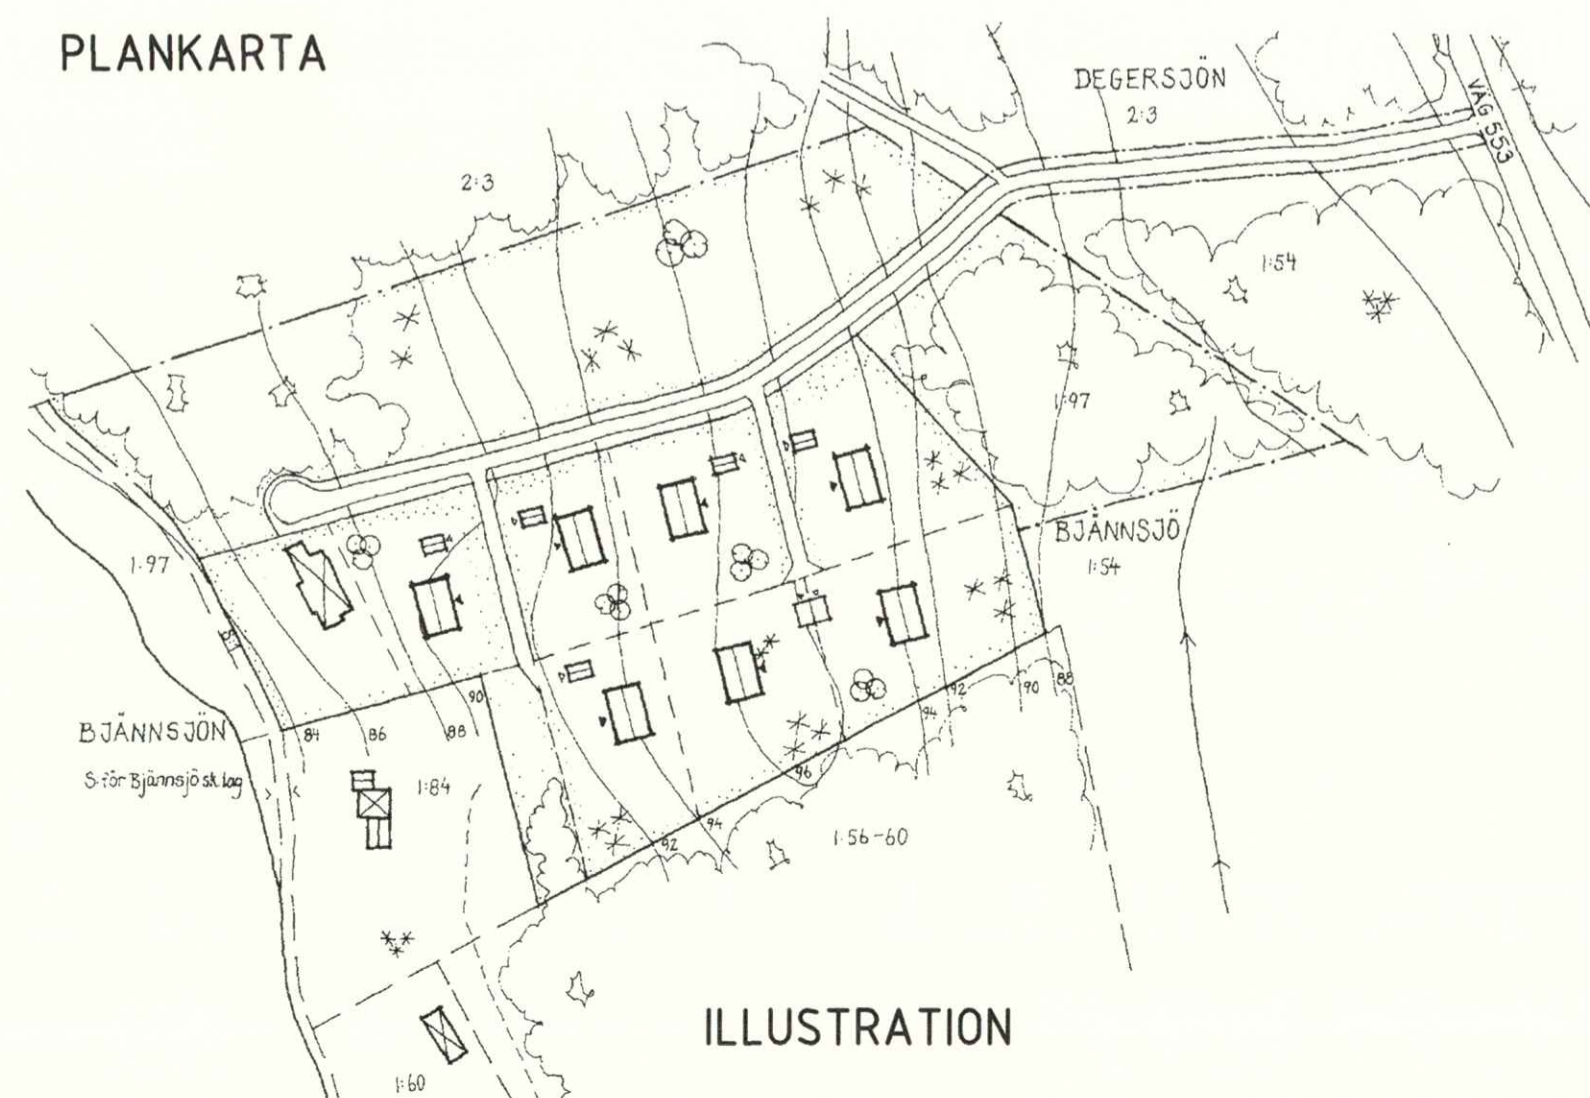 PLANKARTA
DEGERSJÖN
2:3
VÄG 553
2:3
1:54
1:97
BJÄNNSJÖ
1:54
1:97
90
92
90
88
94
BJÄNNSJÖN
84
86
88
S. för Bjännsjö sk. lag
1:84
96
94
92
1:56-60
ILLUSTRATION
1:60